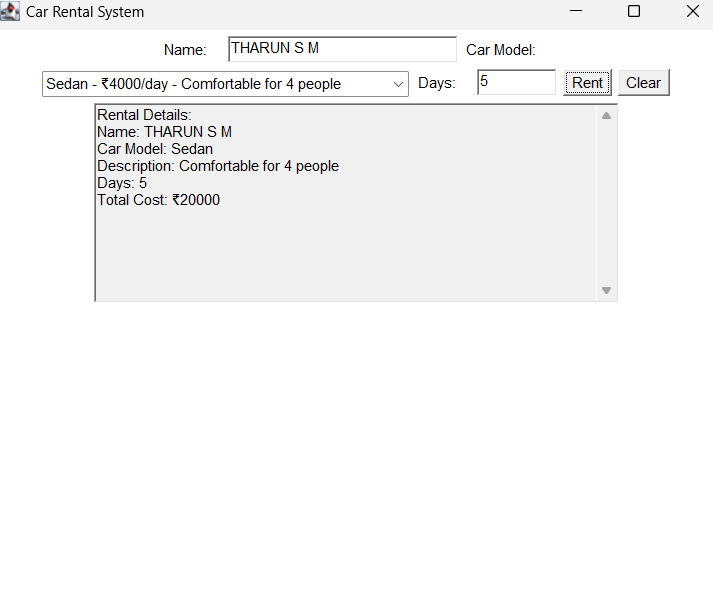 Car Rental System
Name: THARUN S M Car Model:
Sedan - ₹4000/day - Comfortable for 4 people Days: 5 Rent Clear
Rental Details:
Name: THARUN S M
Car Model: Sedan
Description: Comfortable for 4 people
Days: 5
Total Cost: ₹20000